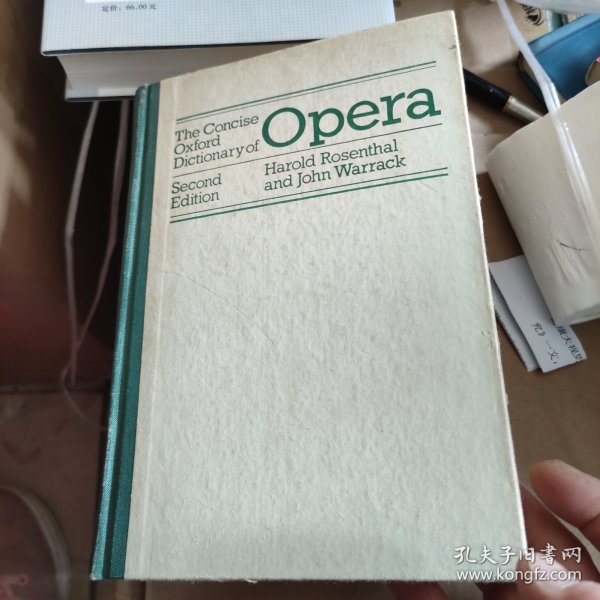 定价:66.00元
The Concise
Oxford
Dictionary of
Opera
Second
Edition
Harold Rosenthal
and John Warrack
孔夫子旧书网
www.kongfz.com